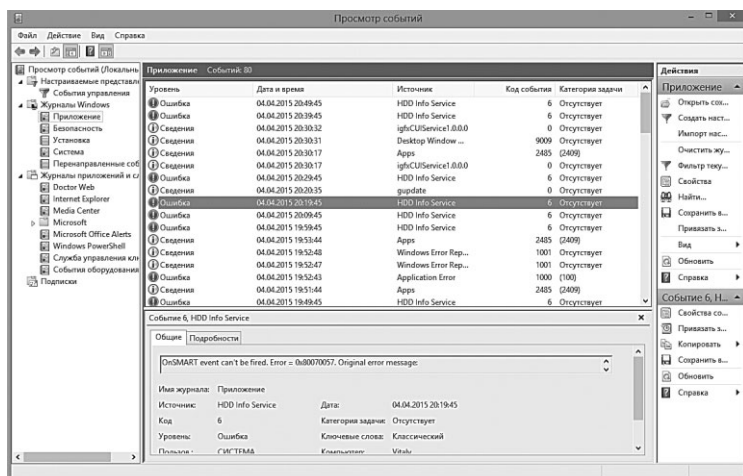 Просмотр событий
Файл Действие Вид Справка
Просмотр событий (Локальнь
Настраиваемые представлн
События управления
Журналы Windows
Приложение
Безопасность
Установка
Система
Перенаправленные соб
Журналы приложений и сл
Doctor Web
Internet Explorer
Media Center
Microsoft
Microsoft Office Alerts
Windows PowerShell
Служба управления клн
События оборудования
Подписки
Приложение Событий: 80
Уровень Дата и время Источник Код события Категория задачи
Ошибка 04.04.2015 20:49:45 HDD Info Service 6 Отсутствует
Ошибка 04.04.2015 20:39:45 HDD Info Service 6 Отсутствует
Сведения 04.04.2015 20:30:32 igfxCUIService1.0.0.0 0 Отсутствует
Сведения 04.04.2015 20:30:31 Desktop Window ... 9009 Отсутствует
Сведения 04.04.2015 20:30:17 Apps 2485 (2409)
Сведения 04.04.2015 20:30:17 igfxCUIService1.0.0.0 0 Отсутствует
Ошибка 04.04.2015 20:29:45 HDD Info Service 6 Отсутствует
Сведения 04.04.2015 20:20:35 gupdate 0 Отсутствует
Ошибка 04.04.2015 20:19:45 HDD Info Service 6 Отсутствует
Ошибка 04.04.2015 20:09:45 HDD Info Service 6 Отсутствует
Ошибка 04.04.2015 19:59:45 HDD Info Service 6 Отсутствует
Сведения 04.04.2015 19:53:44 Apps 2485 (2409)
Сведения 04.04.2015 19:52:48 Windows Error Rep... 1001 Отсутствует
Сведения 04.04.2015 19:52:47 Windows Error Rep... 1001 Отсутствует
Ошибка 04.04.2015 19:52:43 Application Error 1000 (100)
Сведения 04.04.2015 19:51:44 Apps 2485 (2409)
Ошибка 04.04.2015 19:49:45 HDD Info Service 6 Отсутствует
Событие 6, HDD Info Service
Общие Подробности
OnSMART event can't be fired. Error = 0x80070057. Original error message:
Имя журнала: Приложение
Источник: HDD Info Service Дата: 04.04.2015 20:19:45
Код 6 Категория задачи: Отсутствует
Уровень: Ошибка Ключевые слова: Классический
Пользов.: СИСТЕМА Компьютер: Vitaly
Действия
Приложение
Открыть сох...
Создать наст...
Импорт нас...
Очистить жу...
Фильтр теку...
Свойства
Найти...
Сохранить в...
Привязать з...
Вид
Обновить
Справка
Событие 6, H...
Свойства со...
Привязать з...
Копировать
Сохранить в...
Обновить
Справка